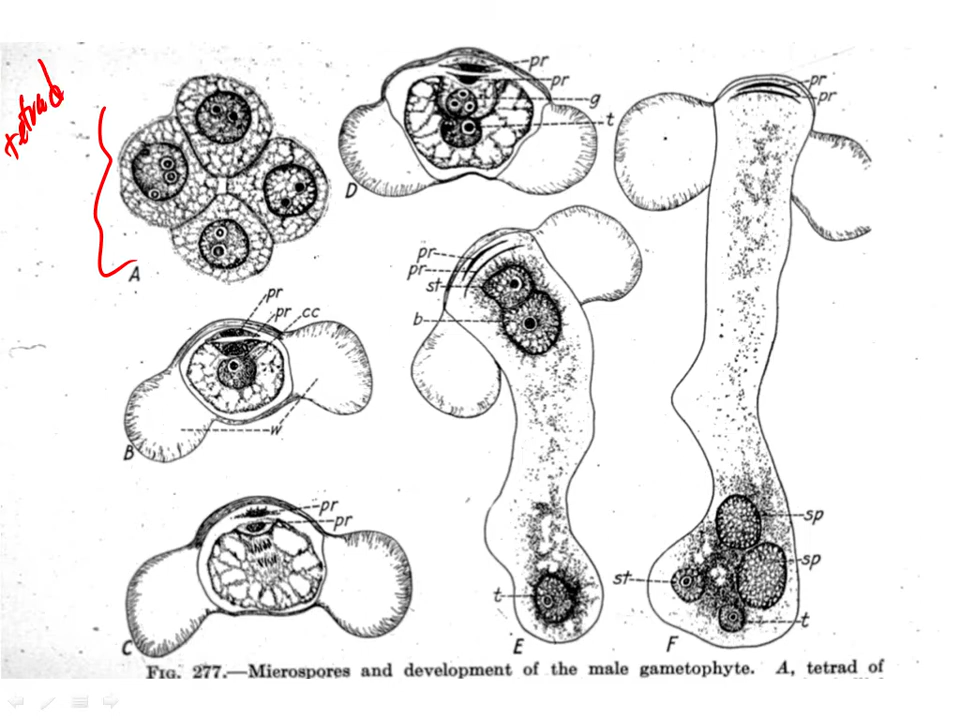 tetrad
A
pr
pr
g
t
D
pr
pr
pr
pr
st
b
t
E
pr
pr
cc
w
B
pr
pr
C
sp
sp
st
t
F
FIG. 277.—Microspores and development of the male gametophyte. A, tetrad of